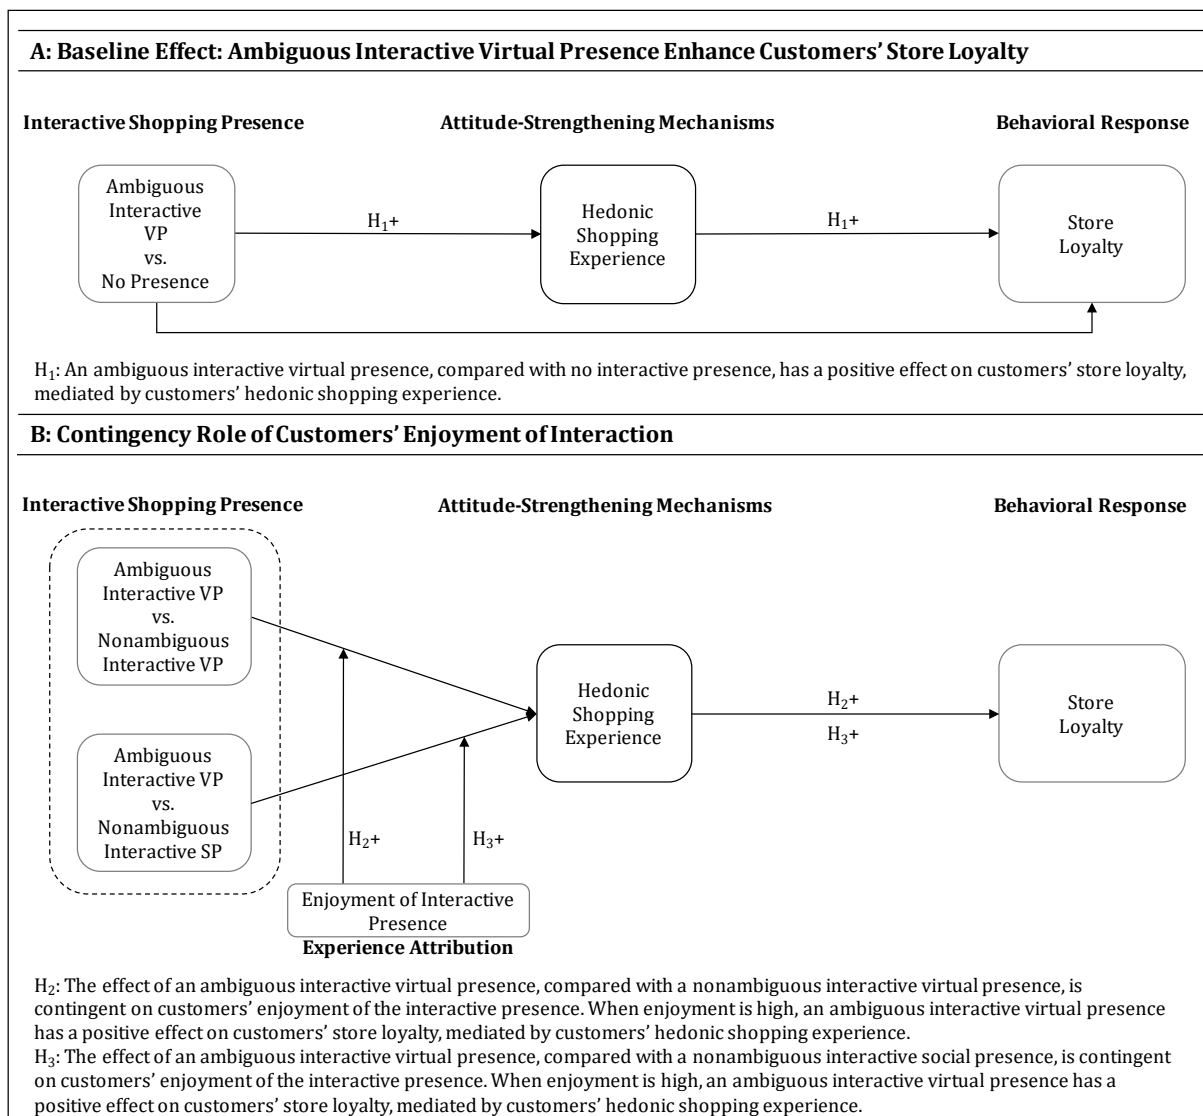 A: Baseline Effect: Ambiguous Interactive Virtual Presence Enhance Customers' Store Loyalty
Interactive Shopping Presence
Attitude-Strengthening Mechanisms
Behavioral Response
Ambiguous
Interactive
VP
vs.
No Presence
H₁+
Hedonic
Shopping
Experience
H₁+
Store
Loyalty
H₁: An ambiguous interactive virtual presence, compared with no interactive presence, has a positive effect on customers' store loyalty,
mediated by customers' hedonic shopping experience.
B: Contingency Role of Customers' Enjoyment of Interaction
Interactive Shopping Presence
Attitude-Strengthening Mechanisms
Behavioral Response
Ambiguous
Interactive VP
vs.
Nonambiguous
Interactive VP
Ambiguous
Interactive VP
vs.
Nonambiguous
Interactive SP
H₂+
H₃+
Enjoyment of Interactive
Presence
Experience Attribution
Hedonic
Shopping
Experience
H₂+
H₃+
Store
Loyalty
H₂: The effect of an ambiguous interactive virtual presence, compared with a nonambiguous interactive virtual presence, is
contingent on customers' enjoyment of the interactive presence. When enjoyment is high, an ambiguous interactive virtual presence
has a positive effect on customers' store loyalty, mediated by customers' hedonic shopping experience.
H₃: The effect of an ambiguous interactive virtual presence, compared with a nonambiguous interactive social presence, is contingent
on customers' enjoyment of the interactive presence. When enjoyment is high, an ambiguous interactive virtual presence has a
positive effect on customers' store loyalty, mediated by customers' hedonic shopping experience.